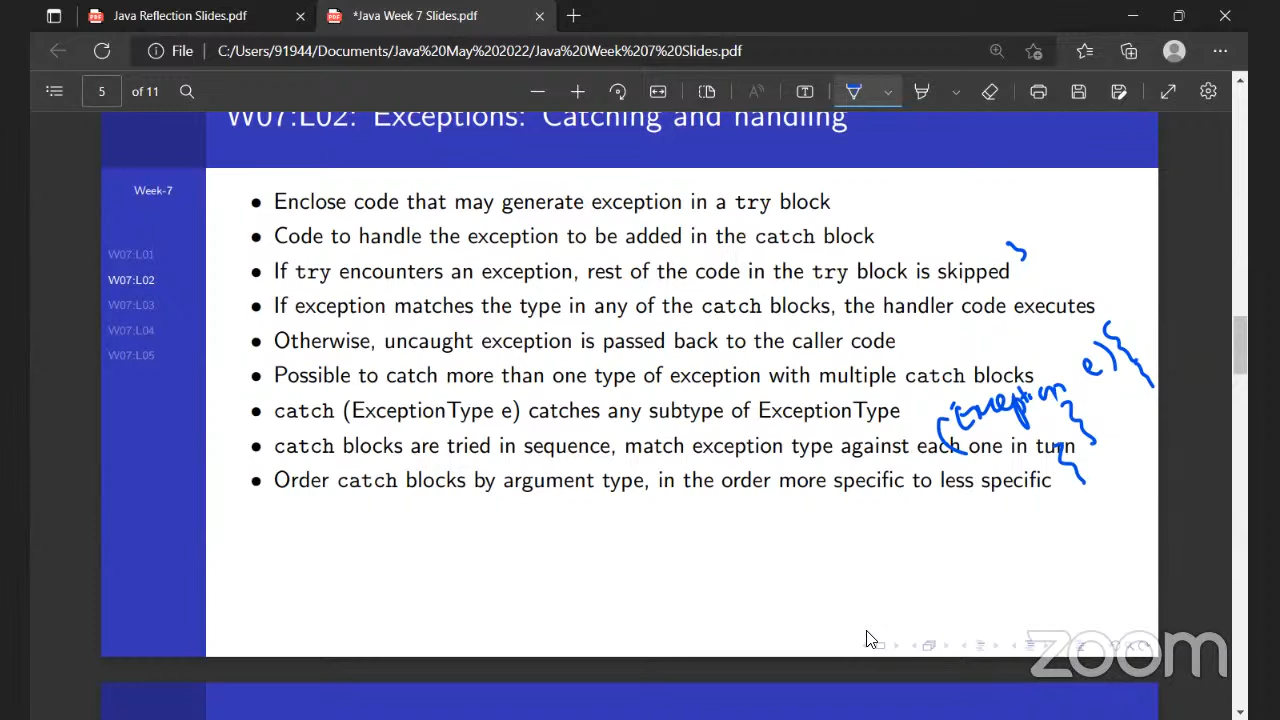 Java Reflection Slides.pdf
*Java Week 7 Slides.pdf
File
C:/Users/91944/Documents/Java%20May%202022/Java%20Week%207%20Slides.pdf
5 of 11
W07:L02: Exceptions: Catching and handling
Week-7
W07:L01
W07:L02
W07:L03
W07:L04
W07:L05
• Enclose code that may generate exception in a try block
• Code to handle the exception to be added in the catch block
• If try encounters an exception, rest of the code in the try block is skipped
• If exception matches the type in any of the catch blocks, the handler code executes
• Otherwise, uncaught exception is passed back to the caller code
• Possible to catch more than one type of exception with multiple catch blocks
• catch (ExceptionType e) catches any subtype of ExceptionType
• catch blocks are tried in sequence, match exception type against each one in turn
• Order catch blocks by argument type, in the order more specific to less specific
(Exception e) {
}
}
zoom